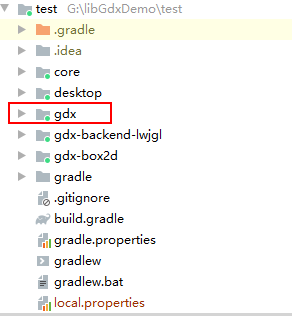 test G:\libGdxDemo\test
.gradle
.idea
core
desktop
gdx
gdx-backend-lwjgl
gdx-box2d
gradle
.gitignore
build.gradle
gradle.properties
gradlew
gradlew.bat
local.properties